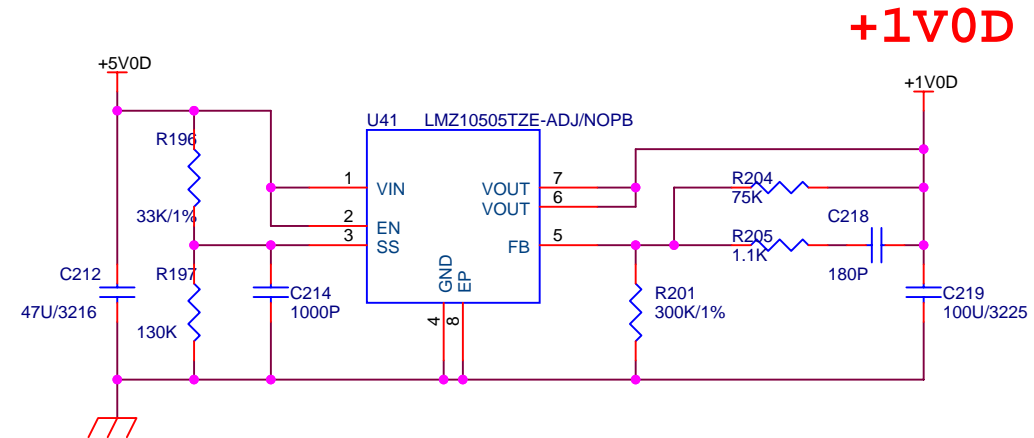 +1V0D
+5V0D
+1V0D
U41 LMZ10505TZE-ADJ/NOPB
R196
33K/1%
1 VIN
2 EN
3 SS
VOUT 7
VOUT 6
FB 5
GND
EP
4
8
R204
75K
R205
1.1K
C218
180P
C212
47U/3216
R197
130K
C214
1000P
R201
300K/1%
C219
100U/3225